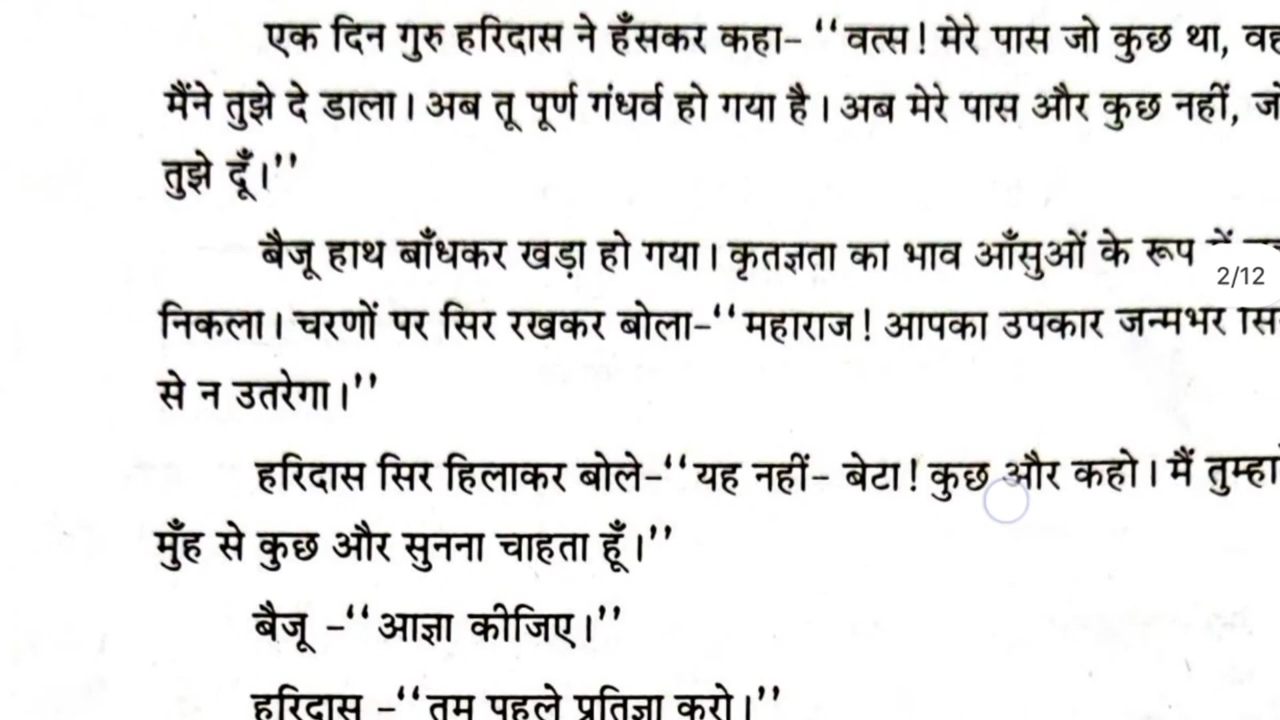 एक दिन गुरु हरिदास ने हँसकर कहा- ‘‘वत्स! मेरे पास जो कुछ था, वह
मैंने तुझे दे डाला। अब तू पूर्ण गंधर्व हो गया है। अब मेरे पास और कुछ नहीं, जो
तुझे दूँ।’’
बैजू हाथ बाँधकर खड़ा हो गया। कृतज्ञता का भाव आँसुओं के रूप में
2/12
निकला। चरणों पर सिर रखकर बोला-‘‘महाराज! आपका उपकार जन्मभर
से न उतरेगा।’’
हरिदास सिर हिलाकर बोले-‘‘यह नहीं- बेटा! कुछ और कहो। मैं
मुँह से कुछ और सुनना चाहता हूँ।’’
बैजू -‘‘आज्ञा कीजिए।’’
हरिदास -‘‘तुम पहले प्रतिज्ञा करो।’’